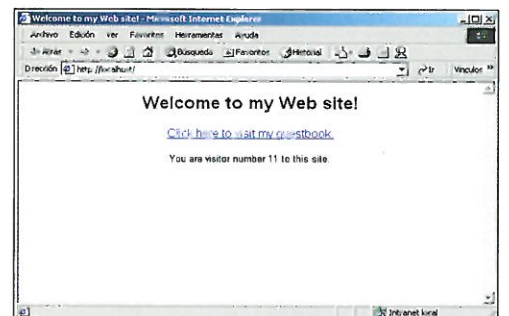 Welcome to my Web site! - Microsoft Internet Explorer
Archivo Edición Ver Favoritos Herramientas Ayuda
Atrás Búsqueda Favoritos Historial
Dirección http://localhost/ Ir Vínculos »
Welcome to my Web site!
Click here to visit my guestbook.
You are visitor number 11 to this site.
Intranet local